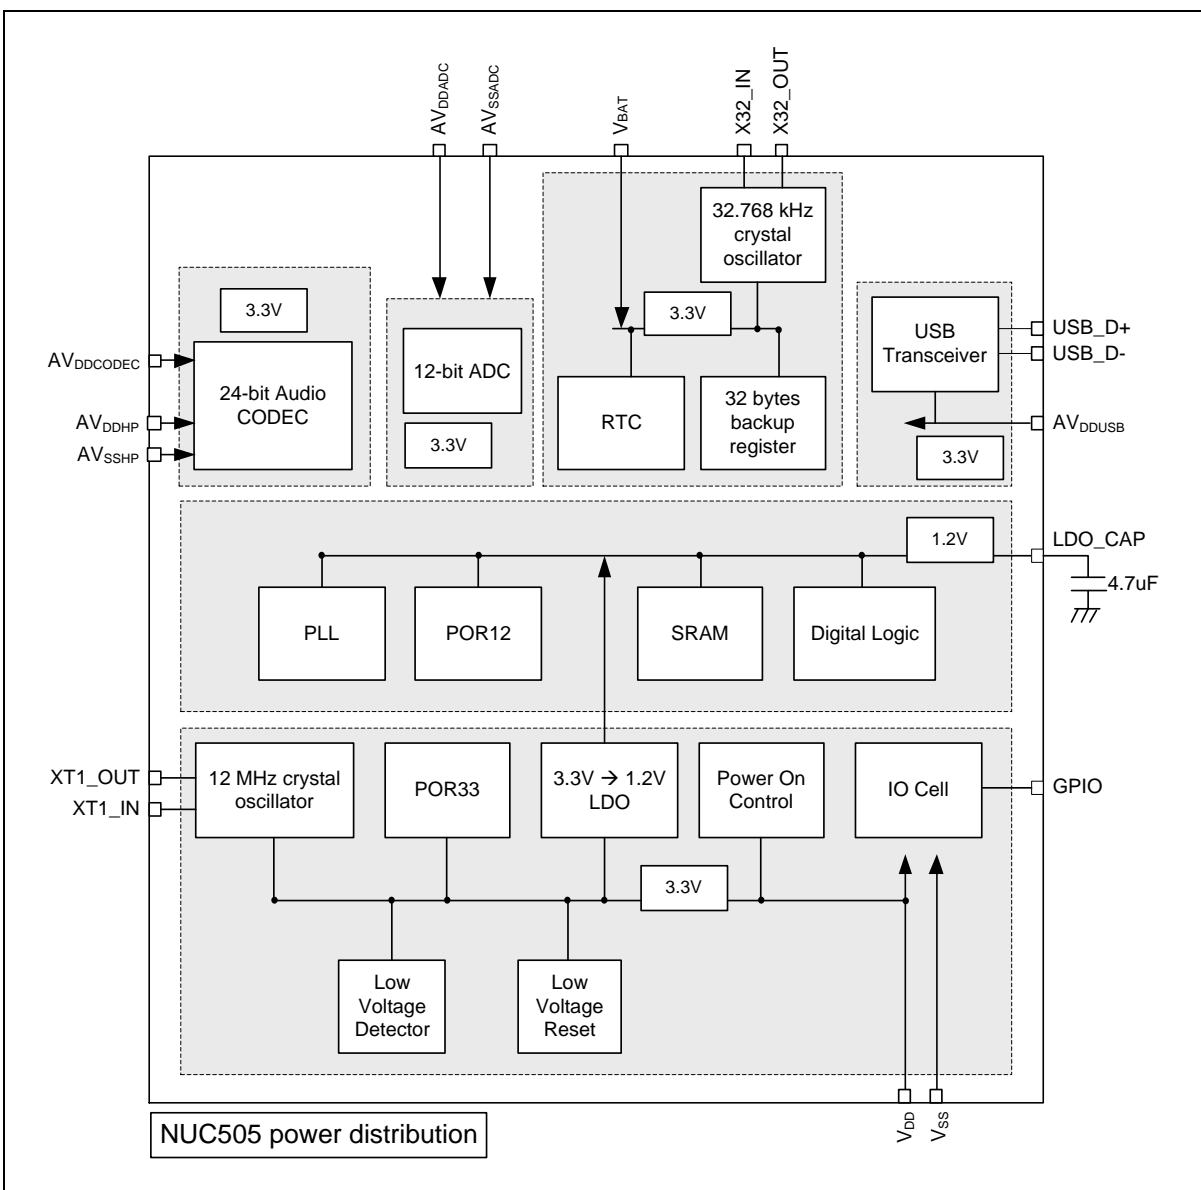 AVDDADC
AVSSADC
VBAT
X32_IN
X32_OUT
32.768 kHz
crystal
oscillator
3.3V
3.3V
USB
Transceiver
USB_D+
USB_D-
AVDDCODEC
AVDDHP
AVSSHP
24-bit Audio
CODEC
12-bit ADC
3.3V
RTC
32 bytes
backup
register
AVDDUSB
3.3V
1.2V
LDO_CAP
4.7uF
PLL
POR12
SRAM
Digital Logic
XT1_OUT
XT1_IN
12 MHz crystal
oscillator
POR33
3.3V → 1.2V
LDO
Power On
Control
IO Cell
GPIO
3.3V
Low
Voltage
Detector
Low
Voltage
Reset
VDD
VSS
NUC505 power distribution